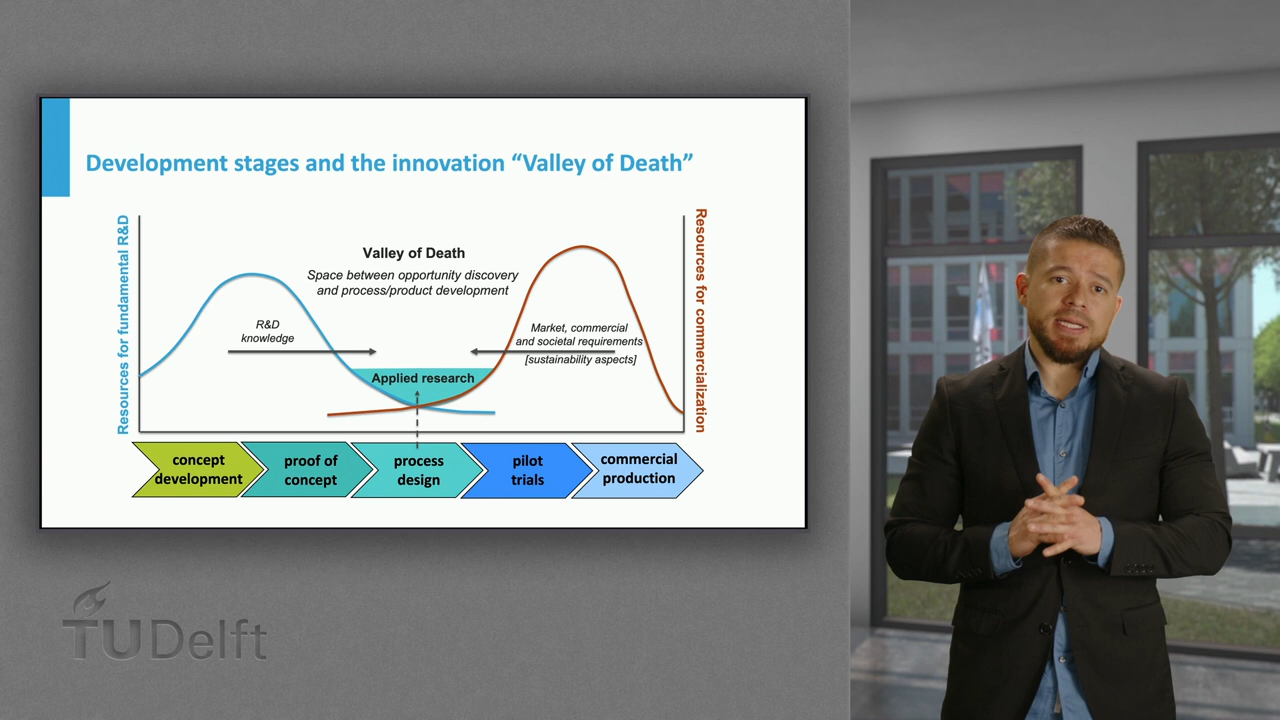 Development stages and the innovation “Valley of Death”
Resources for fundamental R&D
Resources for commercialization
Valley of Death
Space between opportunity discovery
and process/product development
R&D
knowledge
Market, commercial
and societal requirements
[sustainability aspects]
Applied research
concept
development
proof of
concept
process
design
pilot
trials
commercial
production
TUDelft